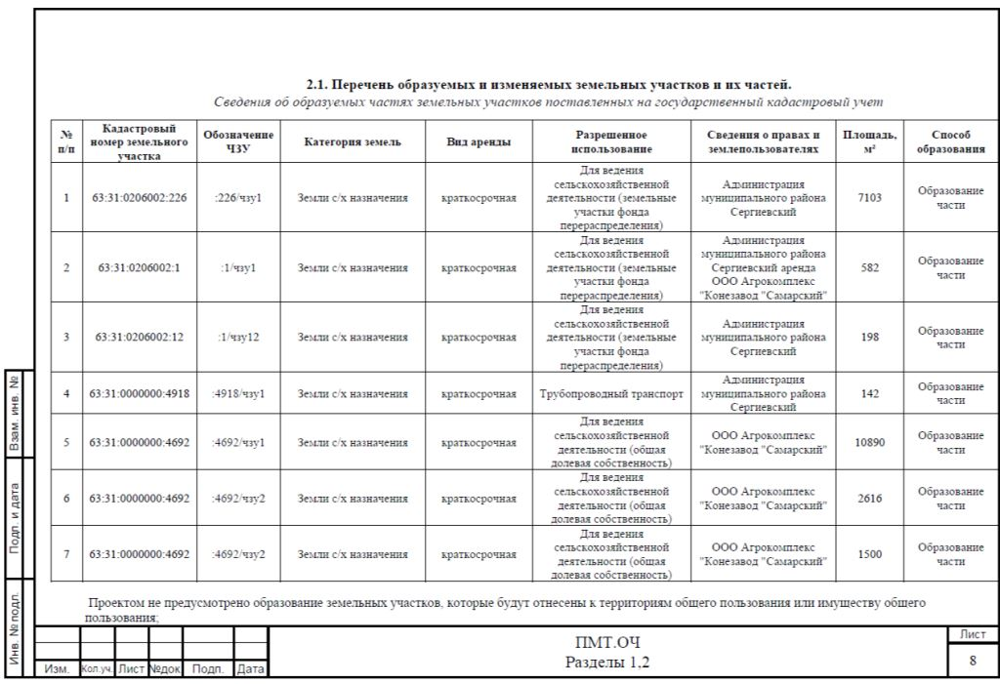 2.1. Перечень образуемых и изменяемых земельных участков и их частей.
Сведения об образуемых частях земельных участков поставленных на государственный кадастровый учет
№ п/п
Кадастровый номер земельного участка
Обозначение ЧЗУ
Категория земель
Вид аренды
Разрешенное использование
Сведения о правах и землепользователях
Площадь, м²
Способ образования
1
63:31:0206002:226
:226/чзу1
Земли с/х назначения
краткосрочная
Для ведения
сельскохозяйственной
деятельности (земельные
участки фонда
перераспределения)
Администрация
муниципального района
Сергиевский
7103
Образование
части
2
63:31:0206002:1
:1/чзу1
Земли с/х назначения
краткосрочная
Для ведения
сельскохозяйственной
деятельности (земельные
участки фонда
перераспределения)
Администрация
муниципального района
Сергиевский аренда
ООО Агрокомплекс
"Конезавод "Самарский"
582
Образование
части
3
63:31:0206002:12
:1/чзу12
Земли с/х назначения
краткосрочная
Для ведения
сельскохозяйственной
деятельности (земельные
участки фонда
перераспределения)
Администрация
муниципального района
Сергиевский
198
Образование
части
4
63:31:0000000:4918
:4918/чзу1
Земли с/х назначения
краткосрочная
Трубопроводный транспорт
Администрация
муниципального района
Сергиевский
142
Образование
части
5
63:31:0000000:4692
:4692/чзу1
Земли с/х назначения
краткосрочная
Для ведения
сельскохозяйственной
деятельности (общая
долевая собственность)
ООО Агрокомплекс
"Конезавод "Самарский"
10890
Образование
части
6
63:31:0000000:4692
:4692/чзу2
Земли с/х назначения
краткосрочная
Для ведения
сельскохозяйственной
деятельности (общая
долевая собственность)
ООО Агрокомплекс
"Конезавод "Самарский"
2616
Образование
части
7
63:31:0000000:4692
:4692/чзу2
Земли с/х назначения
краткосрочная
Для ведения
сельскохозяйственной
деятельности (общая
долевая собственность)
ООО Агрокомплекс
"Конезавод "Самарский"
1500
Образование
части
Проектом не предусмотрено образование земельных участков, которые будут отнесены к территориям общего пользования или имуществу общего
пользования;
Взам. инв. №
Подп. и дата
Инв. № подл.
Изм.
Кол.уч.
Лист
№док
Подп.
Дата
ПМТ.ОЧ
Разделы 1,2
Лист
8